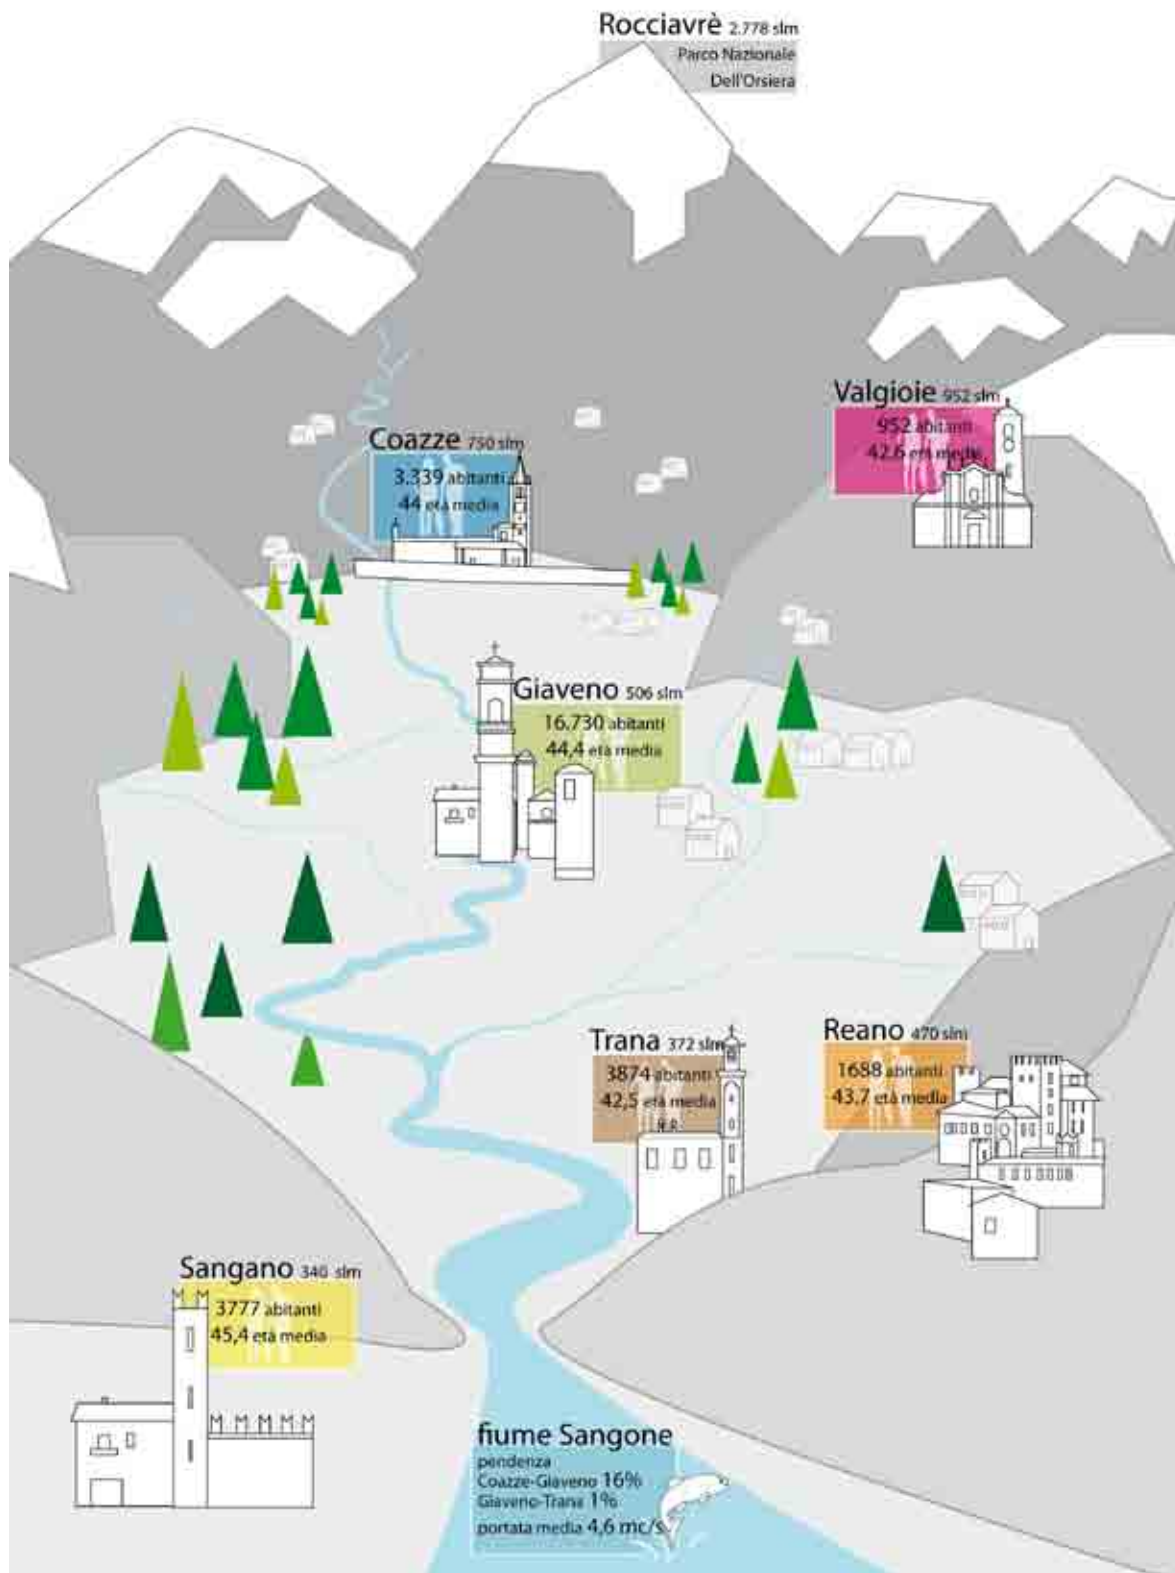 Rocciavrè 2.778 slm
Parco Nazionale
Dell'Orsiera
Valgioie 952 slm
952 abitanti
42.6 età media
Coazze 750 slm
3.339 abitanti
44 età media
Giaveno 506 slm
16.730 abitanti
44,4 età media
Trana 372 slm
3874 abitanti
42,5 età media
Reano 470 slm
1688 abitanti
43.7 età media
Sangano 340 slm
3777 abitanti
45,4 età media
fiume Sangone
pendenza
Coazze-Giaveno 16%
Giaveno-Trana 1%
portata media 4,6 mc/s